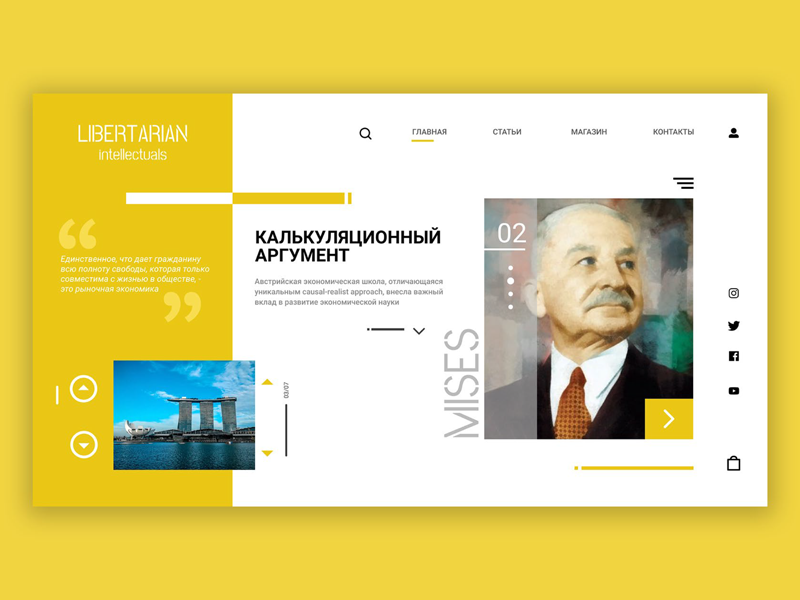 LIBERTARIAN
intellectuals
ГЛАВНАЯ
СТАТЬИ
МАГАЗИН
КОНТАКТЫ
“
Единственное, что дает гражданину
всю полноту свободы, которая только
совместима с жизнью в обществе, -
это рыночная экономика
”
КАЛЬКУЛЯЦИОННЫЙ
АРГУМЕНТ
Австрийская экономическая школа, отличающаяся
уникальным causal-realist approach, внесла важный
вклад в развитие экономической науки
02
MISES
03/07